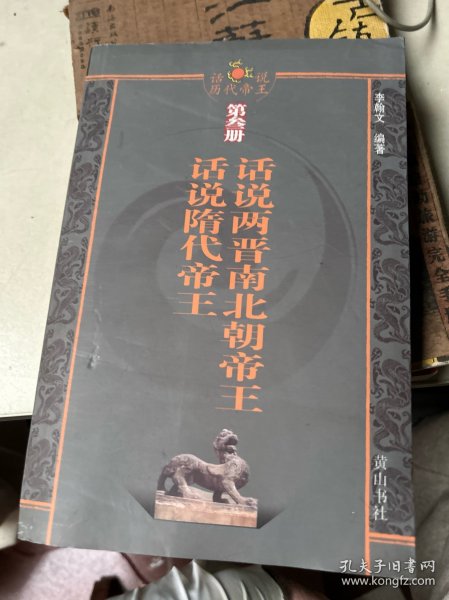 话说
历代帝王
第叁册
话说两晋南北朝帝王
话说隋代帝王
李翰文 编著
黄山书社
孔夫子旧书网
www.kongfz.com